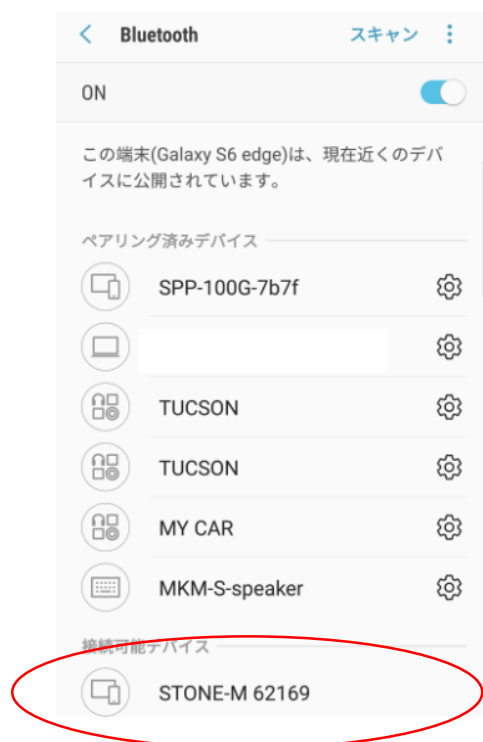 Bluetooth スキャン
ON
この端末(Galaxy S6 edge)は、現在近くのデバ
イスに公開されています。
ペアリング済みデバイス
SPP-100G-7b7f
TUCSON
TUCSON
MY CAR
MKM-S-speaker
接続可能デバイス
STONE-M 62169